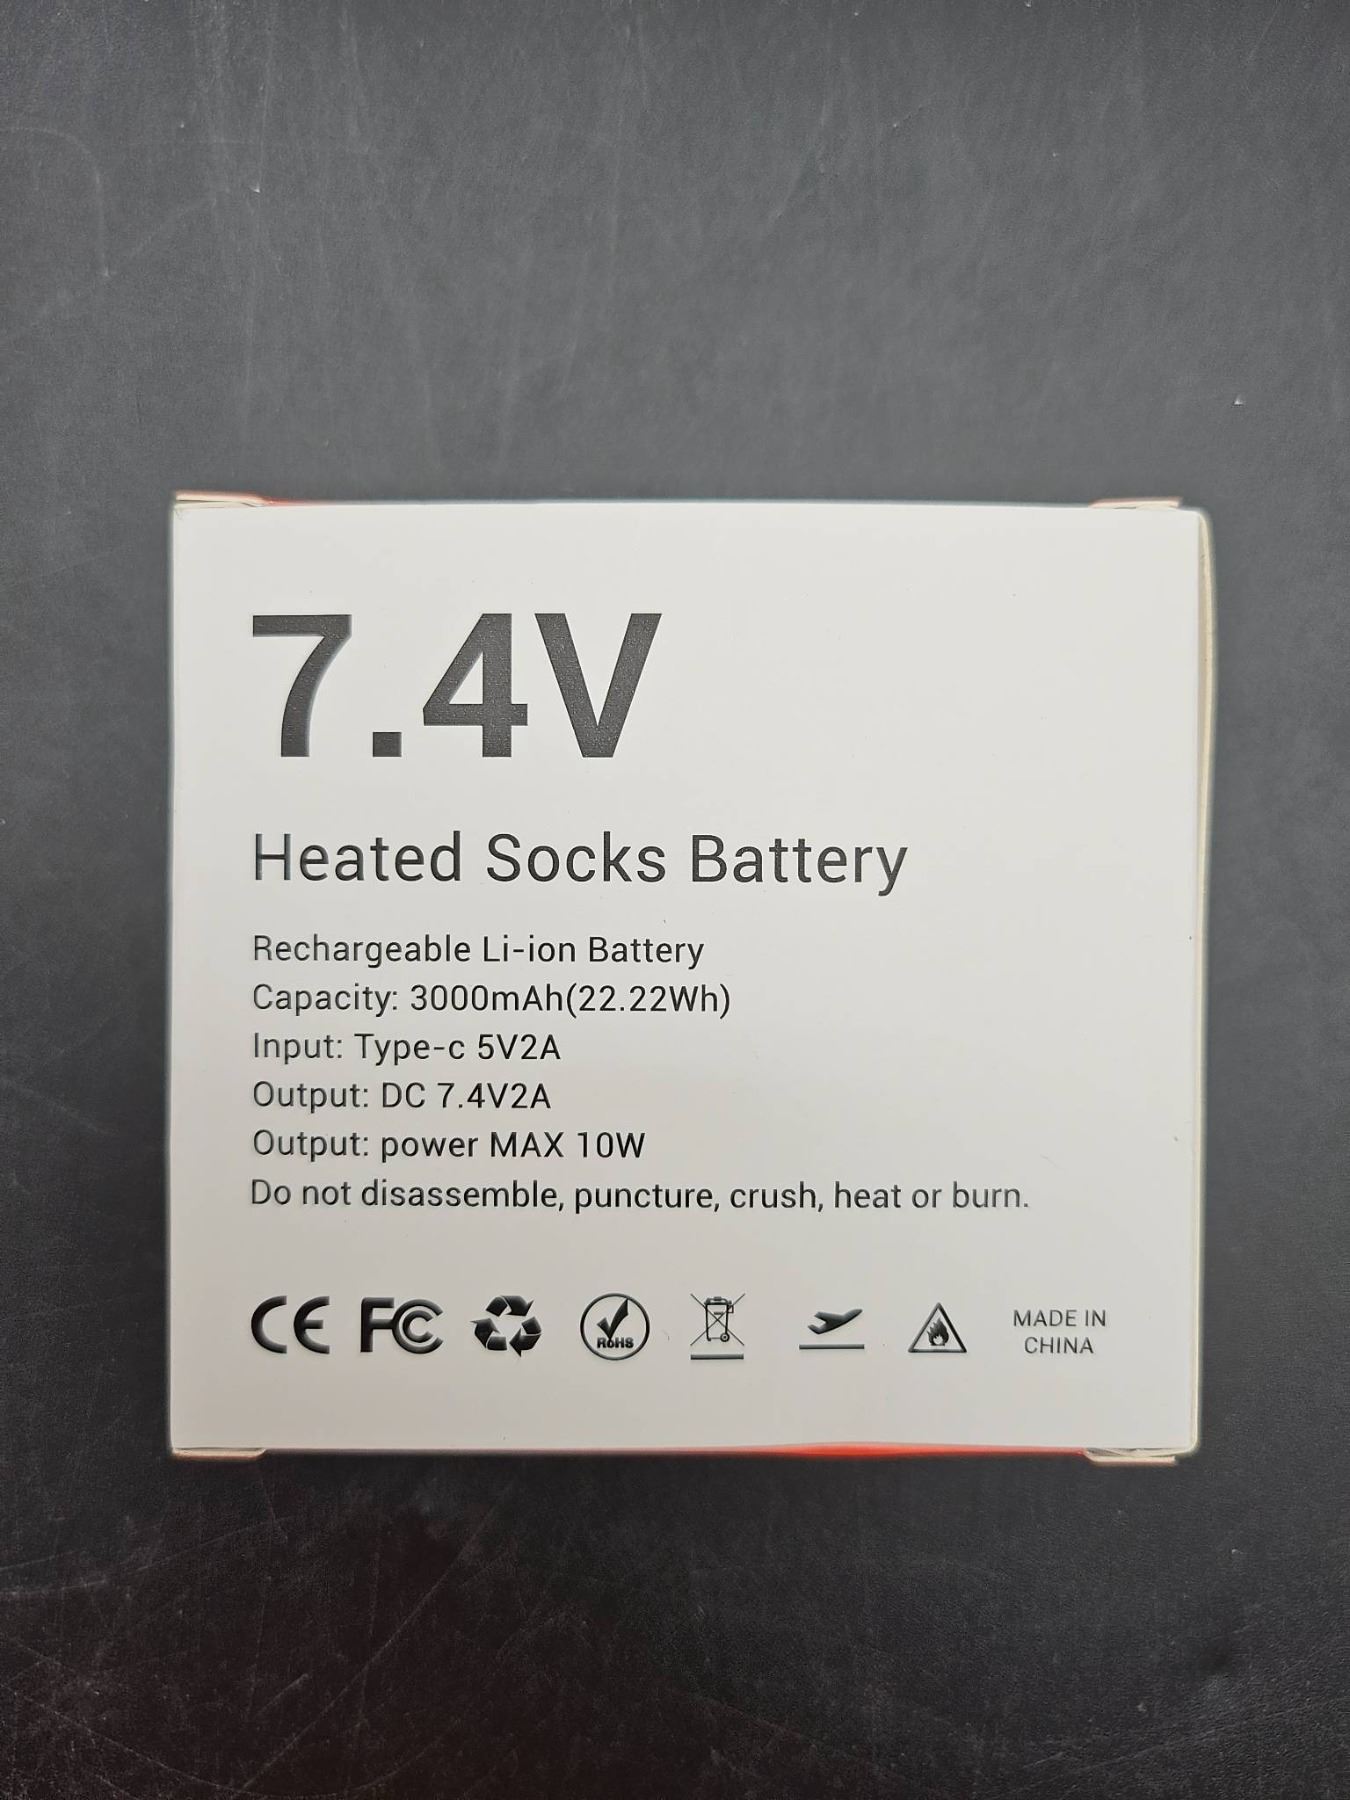 7.4V
Heated Socks Battery
Rechargeable Li-ion Battery
Capacity: 3000mAh(22.22Wh)
Input: Type-c 5V2A
Output: DC 7.4V2A
Output: power MAX 10W
Do not disassemble, puncture, crush, heat or burn.
CE FC RoHS MADE IN
CHINA